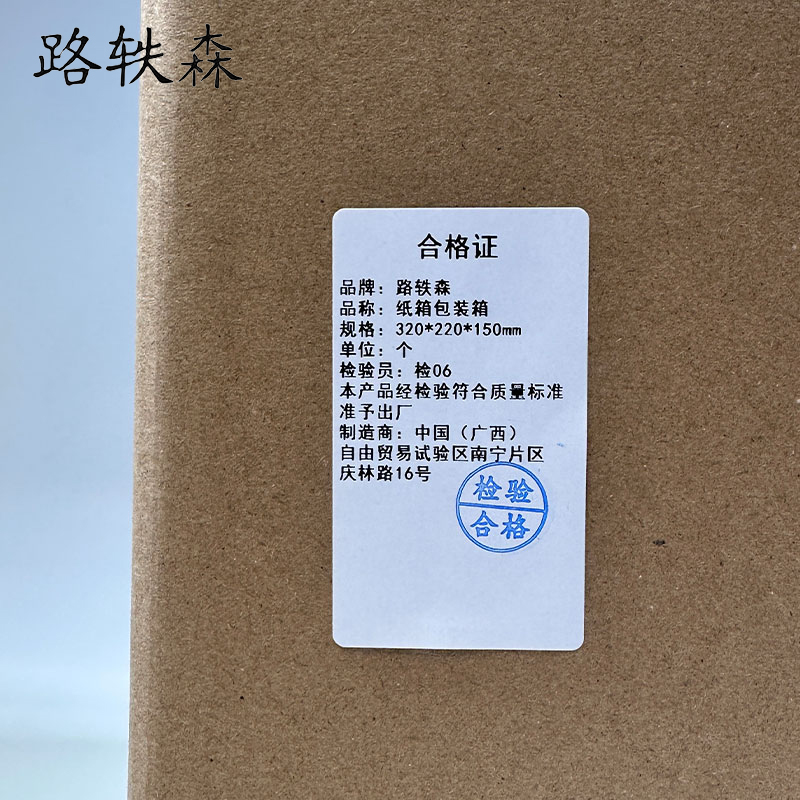 路轶森
合格证
品牌：路轶森
品称：纸箱包装箱
规格：320*220*150mm
单位：个
检验员：检06
本产品经检验符合质量标准
准予出厂
制造商：中国（广西）
自由贸易试验区南宁片区
庆林路16号
检验
合格